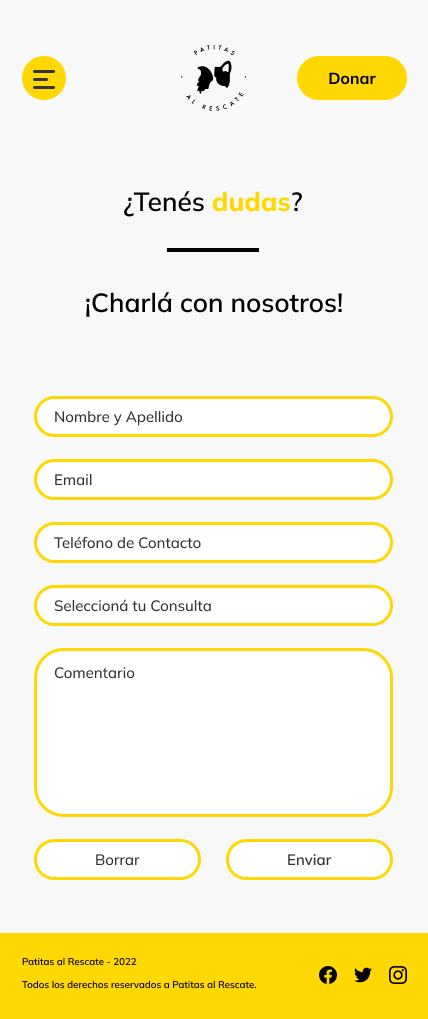 PATITAS
AL RESCATE
Donar
¿Tenés dudas?
¡Charlá con nosotros!
Nombre y Apellido
Email
Teléfono de Contacto
Seleccioná tu Consulta
Comentario
Borrar
Enviar
Patitas al Rescate - 2022
Todos los derechos reservados a Patitas al Rescate.